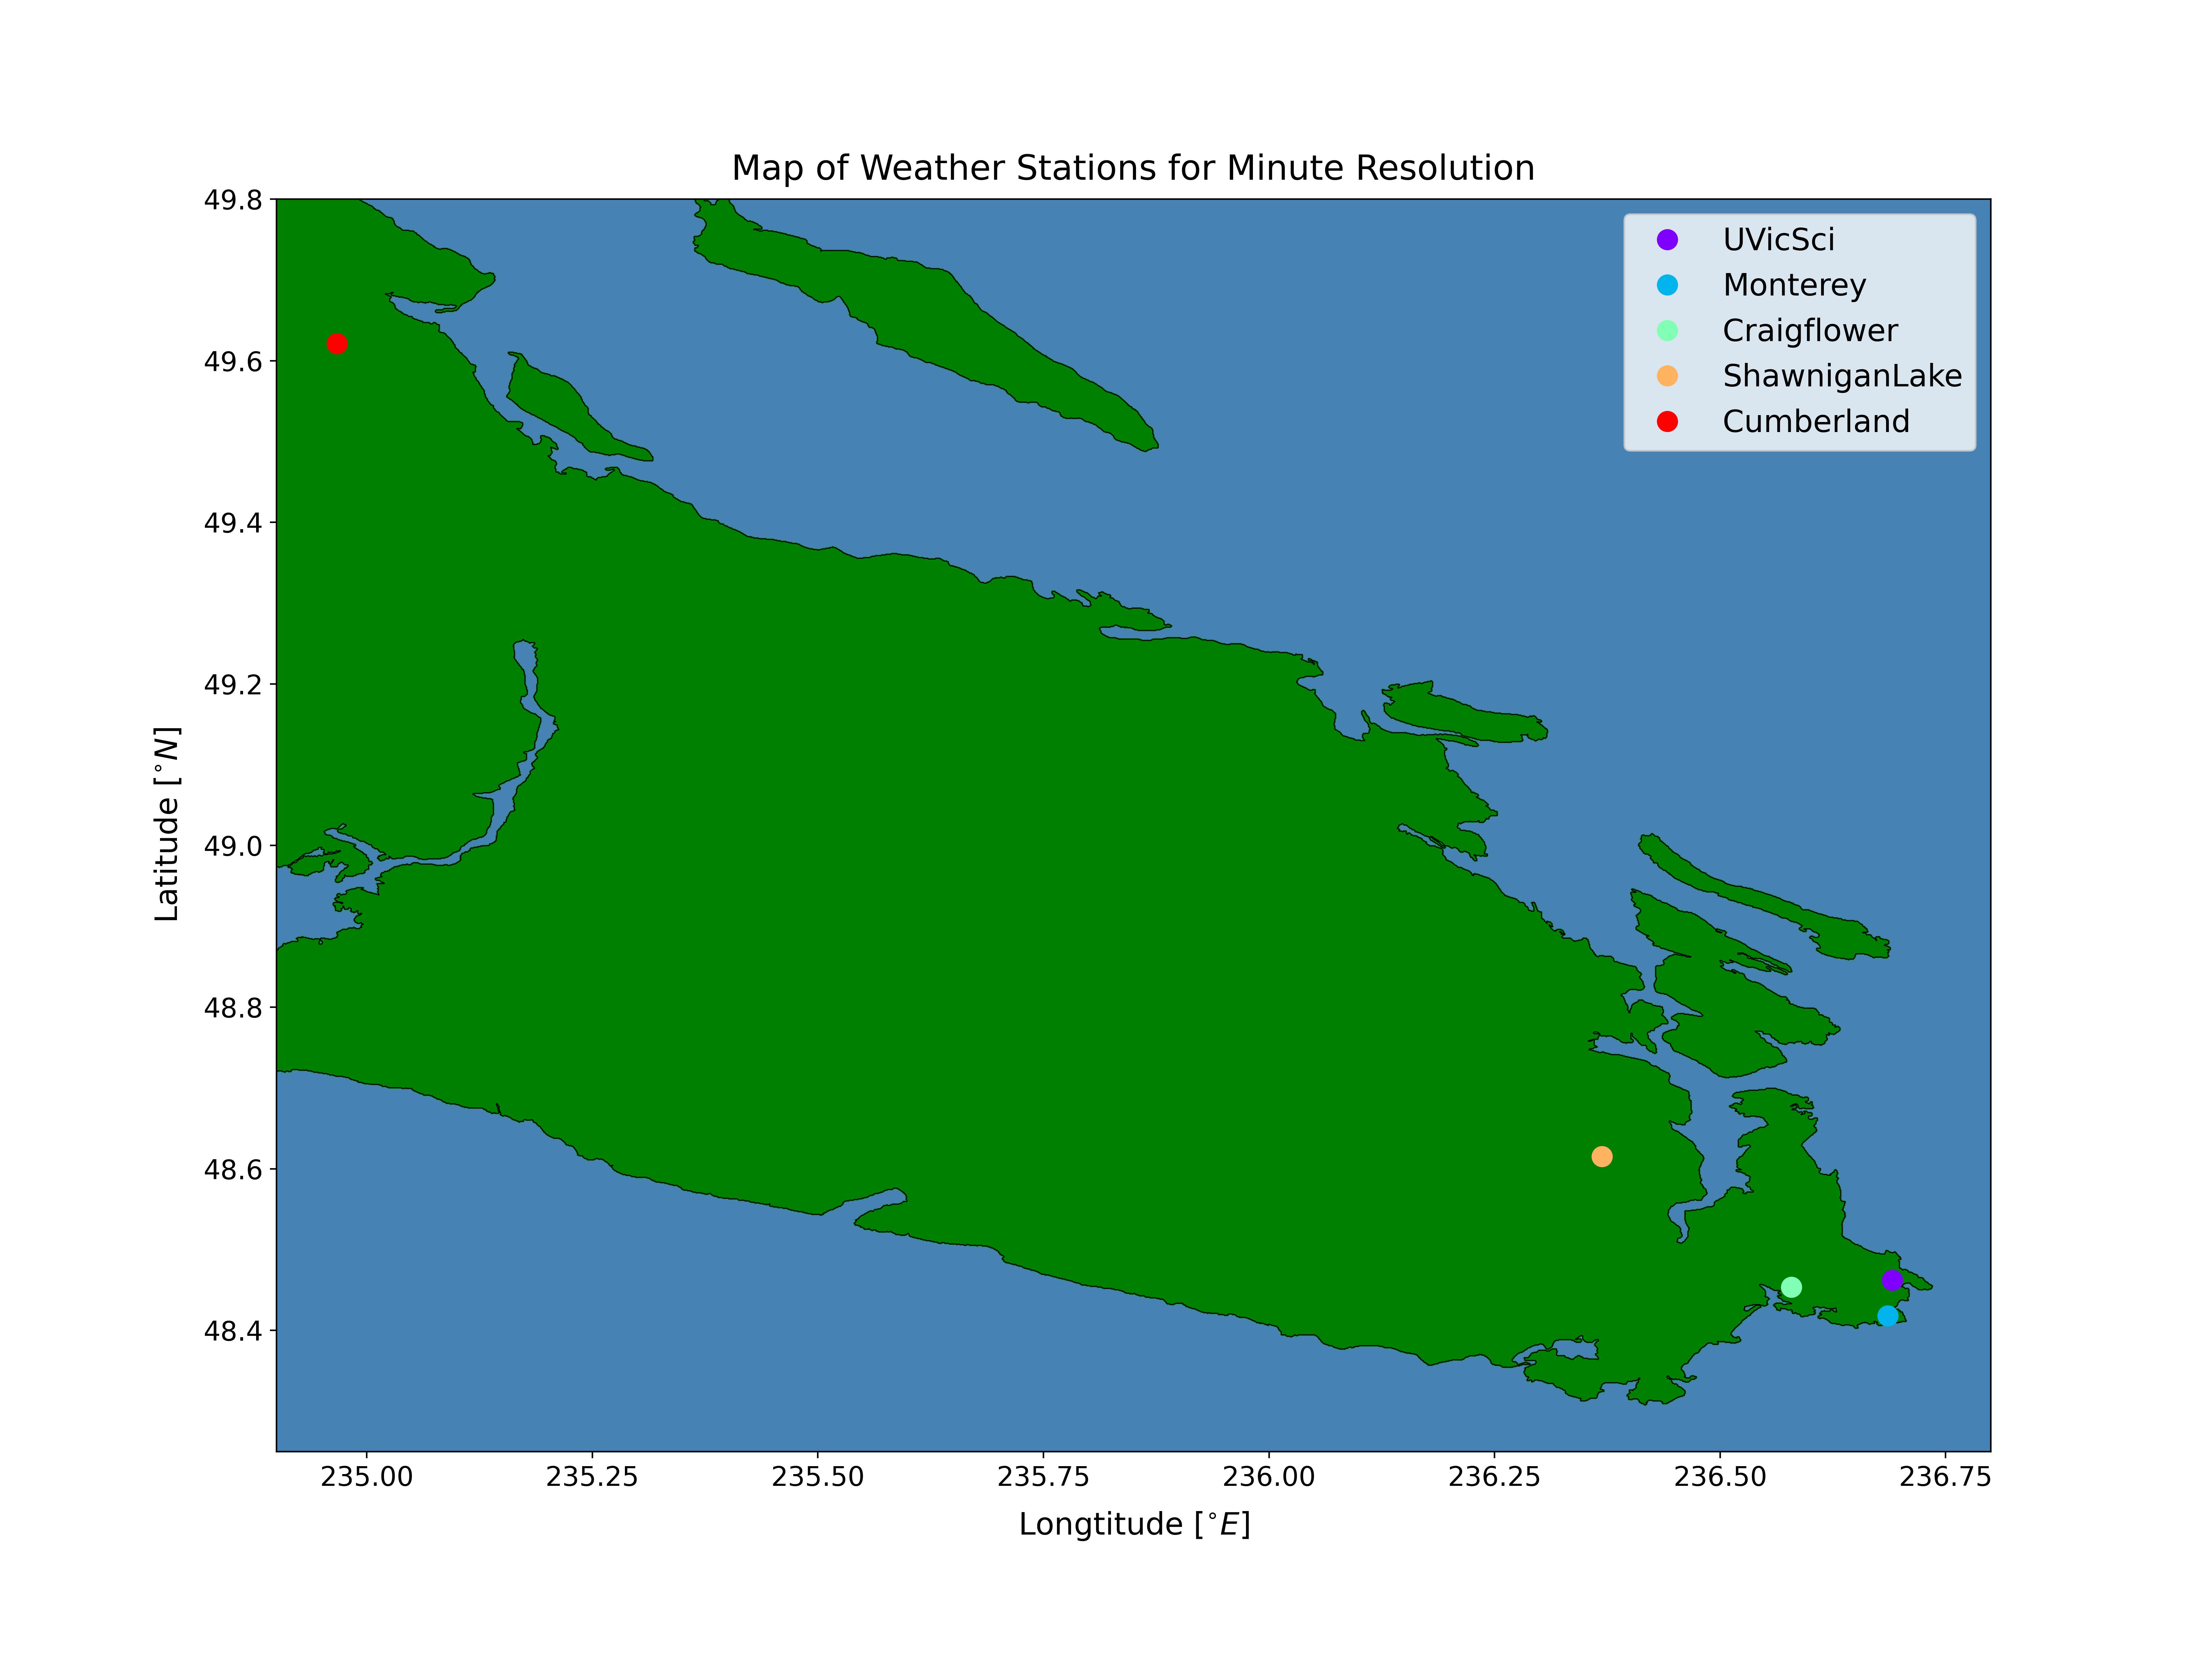 Map of Weather Stations for Minute Resolution
UVicSci
Monterey
Craigflower
ShawniganLake
Cumberland
49.8
49.6
49.4
49.2
49.0
48.8
48.6
48.4
Latitude [°N]
235.00 235.25 235.50 235.75 236.00 236.25 236.50 236.75
Longtitude [°E]